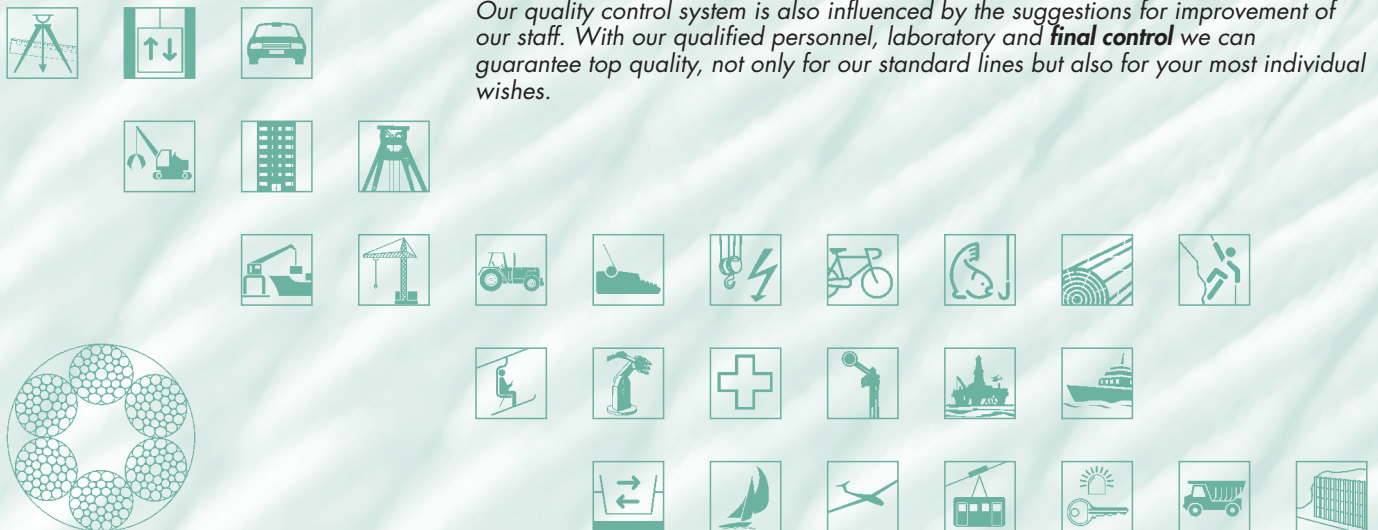 Our quality control system is also influenced by the suggestions for improvement of
our staff. With our qualified personnel, laboratory and final control we can
guarantee top quality, not only for our standard lines but also for your most individual
wishes.